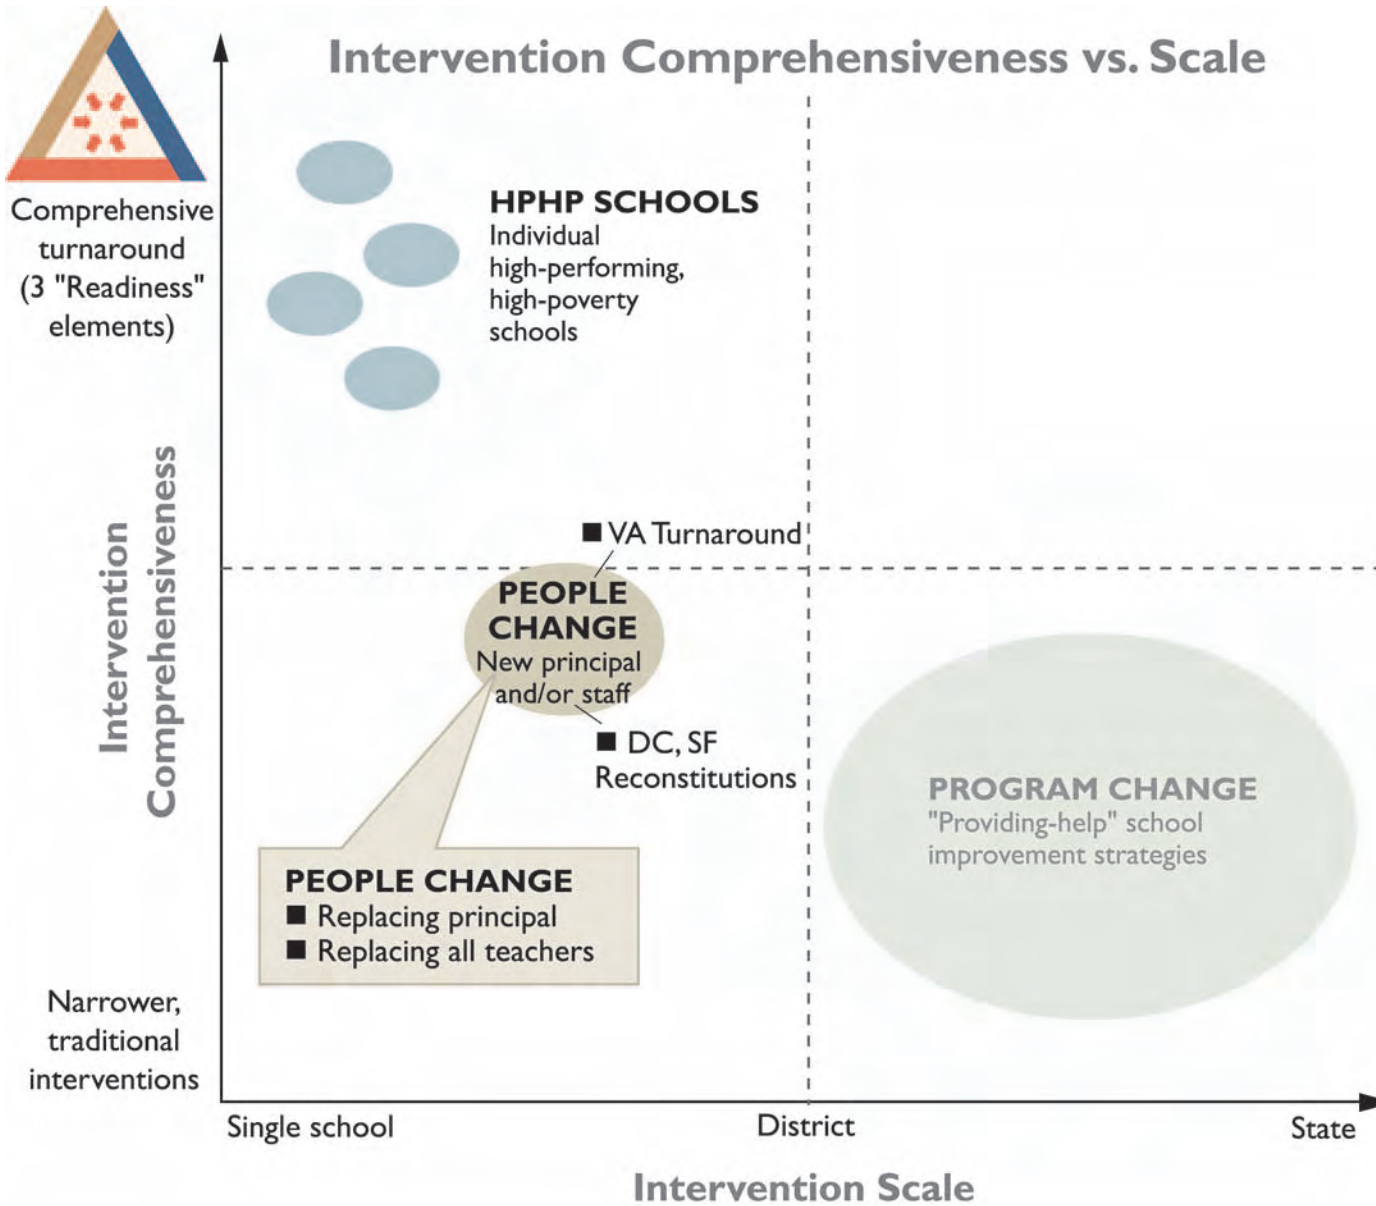 Intervention Comprehensiveness vs. Scale
Comprehensive
turnaround
(3 "Readiness"
elements)
HPHP SCHOOLS
Individual
high-performing,
high-poverty
schools
Intervention
Comprehensiveness
■ VA Turnaround
PEOPLE
CHANGE
New principal
and/or staff
■ DC, SF
Reconstitutions
PROGRAM CHANGE
"Providing-help" school
improvement strategies
PEOPLE CHANGE
■ Replacing principal
■ Replacing all teachers
Narrower,
traditional
interventions
Single school
District
State
Intervention Scale